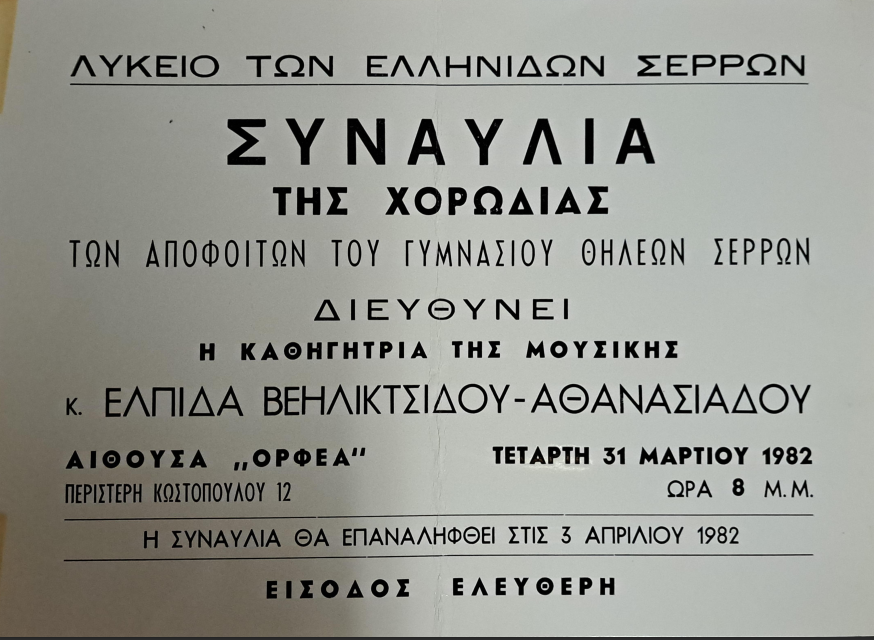 ΛΥΚΕΙΟ ΤΩΝ ΕΛΛΗΝΙΔΩΝ ΣΕΡΡΩΝ
ΣΥΝΑΥΛΙΑ
ΤΗΣ ΧΟΡΩΔΙΑΣ
ΤΩΝ ΑΠΟΦΟΙΤΩΝ ΤΟΥ ΓΥΜΝΑΣΙΟΥ ΘΗΛΕΩΝ ΣΕΡΡΩΝ
ΔΙΕΥΘΥΝΕΙ
Η ΚΑΘΗΓΗΤΡΙΑ ΤΗΣ ΜΟΥΣΙΚΗΣ
κ. ΕΛΠΙΔΑ ΒΕΗΛΙΚΤΣΙΔΟΥ-ΑΘΑΝΑΣΙΑΔΟΥ
ΑΙΘΟΥΣΑ „ΟΡΦΕΑ" ΤΕΤΑΡΤΗ 31 ΜΑΡΤΙΟΥ 1982
ΠΕΡΙΣΤΕΡΗ ΚΩΣΤΟΠΟΥΛΟΥ 12 ΩΡΑ 8 Μ.Μ.
Η ΣΥΝΑΥΛΙΑ ΘΑ ΕΠΑΝΑΛΗΦΘΕΙ ΣΤΙΣ 3 ΑΠΡΙΛΙΟΥ 1982
ΕΙΣΟΔΟΣ ΕΛΕΥΘΕΡΗ